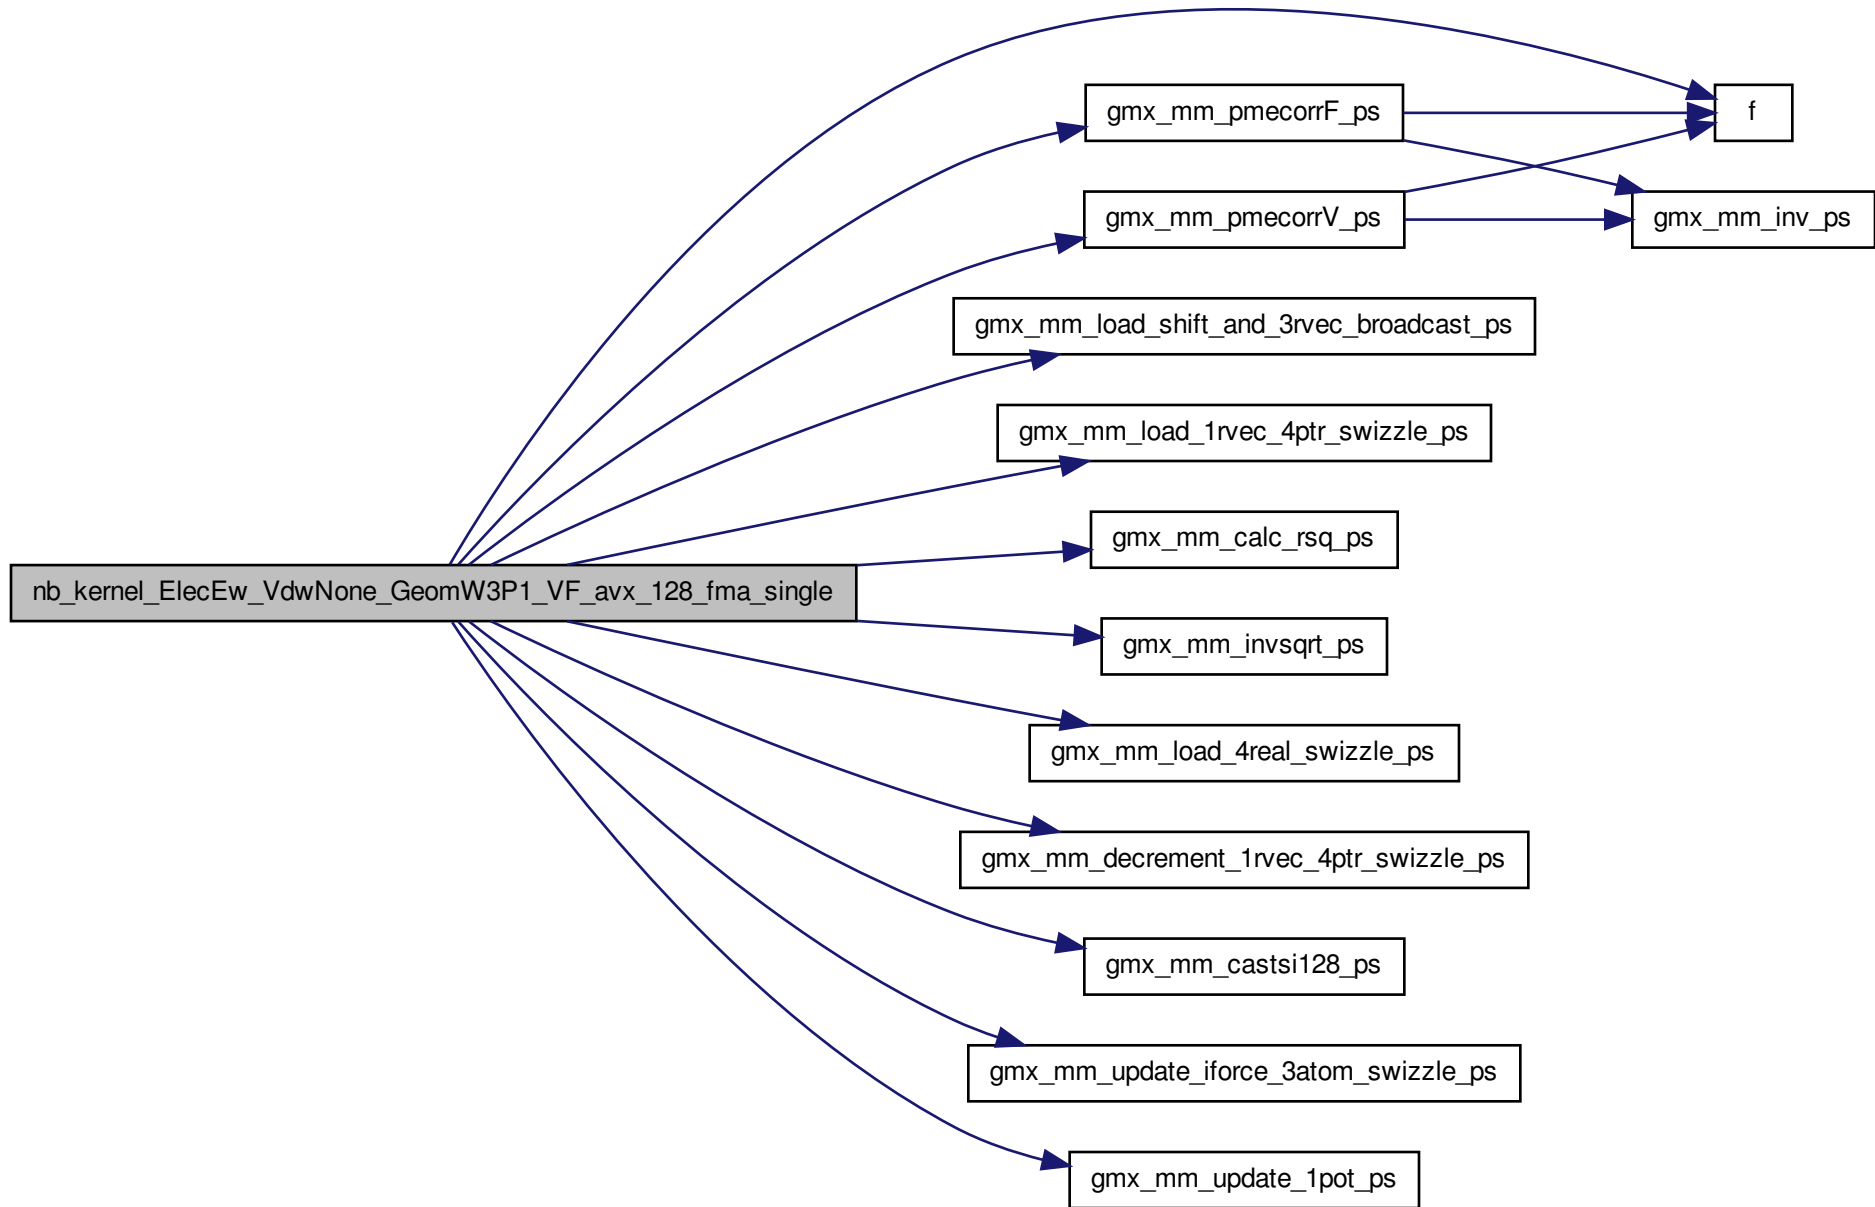 gmx_mm_pmecorrF_ps
f
gmx_mm_pmecorrV_ps
gmx_mm_inv_ps
gmx_mm_load_shift_and_3rvec_broadcast_ps
gmx_mm_load_1rvec_4ptr_swizzle_ps
gmx_mm_calc_rsq_ps
nb_kernel_ElecEw_VdwNone_GeomW3P1_VF_avx_128_fma_single
gmx_mm_invsqrt_ps
gmx_mm_load_4real_swizzle_ps
gmx_mm_decrement_1rvec_4ptr_swizzle_ps
gmx_mm_castsi128_ps
gmx_mm_update_iforce_3atom_swizzle_ps
gmx_mm_update_1pot_ps